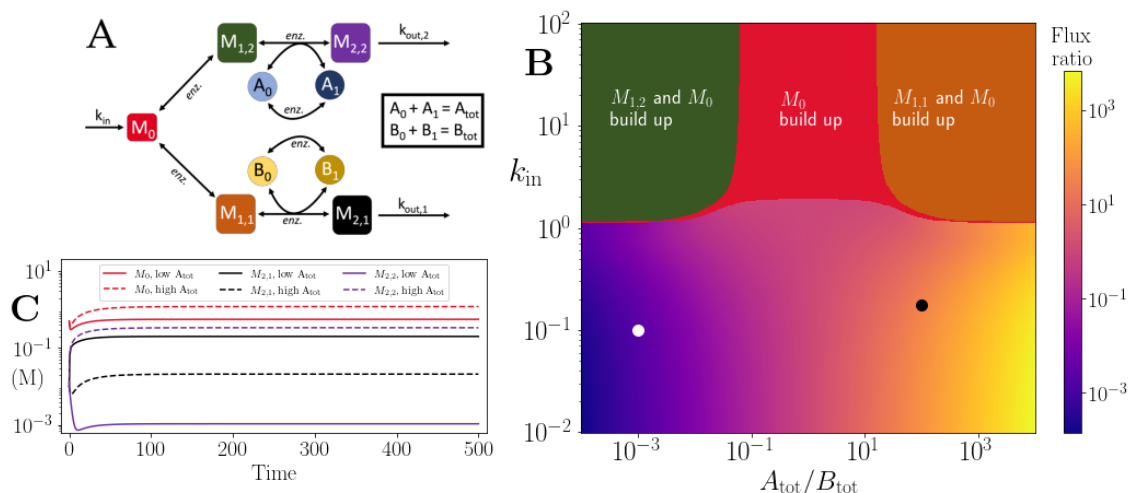 A
M1,2
enz.
M2,2
kout,2
enz.
A0
A1
enz.
kin
M0
A0 + A1 = Atot
B0 + B1 = Btot
enz.
enz.
B0
B1
M1,1
enz.
M2,1
kout,1
B
10^2
10^1
10^0
10^-1
10^-2
kin
M1,2 and M0
build up
M0
build up
M1,1 and M0
build up
10^-3
10^-1
10^1
10^3
Atot/Btot
Flux
ratio
10^3
10^1
10^-1
10^-3
C
10^1
10^-1
(M)
10^-3
M0, low Atot
M0, high Atot
M2,1, low Atot
M2,1, high Atot
M2,2, low Atot
M2,2, high Atot
0
100
200
300
400
500
Time